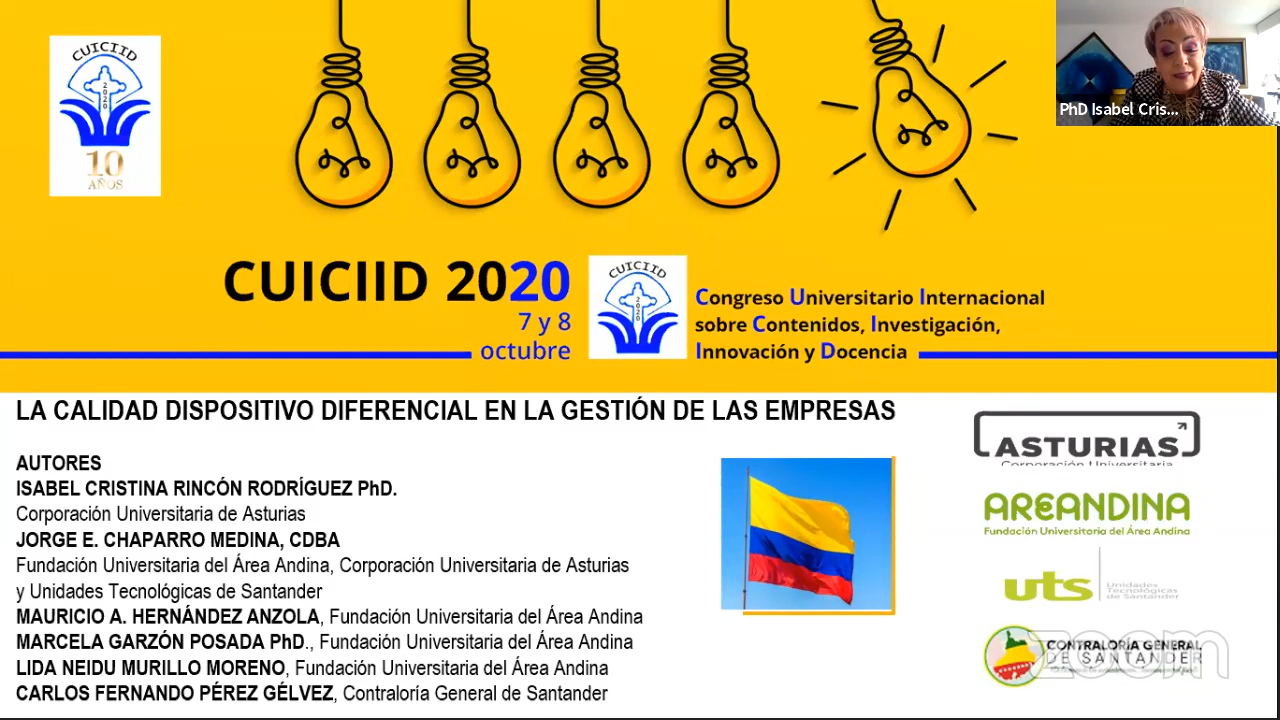 CUICIID
2020
10
AÑOS
PhD Isabel Cris...
CUICIID 2020
7 y 8
octubre
CUICIID
2020
Congreso Universitario Internacional
sobre Contenidos, Investigación,
Innovación y Docencia
LA CALIDAD DISPOSITIVO DIFERENCIAL EN LA GESTIÓN DE LAS EMPRESAS
AUTORES
ISABEL CRISTINA RINCÓN RODRÍGUEZ PhD.
Corporación Universitaria de Asturias
JORGE E. CHAPARRO MEDINA, CDBA
Fundación Universitaria del Área Andina, Corporación Universitaria de Asturias
y Unidades Tecnológicas de Santander
MAURICIO A. HERNÁNDEZ ANZOLA, Fundación Universitaria del Área Andina
MARCELA GARZÓN POSADA PhD., Fundación Universitaria del Área Andina
LIDA NEIDU MURILLO MORENO, Fundación Universitaria del Área Andina
CARLOS FERNANDO PÉREZ GÉLVEZ, Contraloría General de Santander
ASTURIAS
Corporación Universitaria
AREANDINA
Fundación Universitaria del Área Andina
uts
Unidades
Tecnológicas
de Santander
CONTRALORÍA GENERAL
DE SANTANDER
zoom